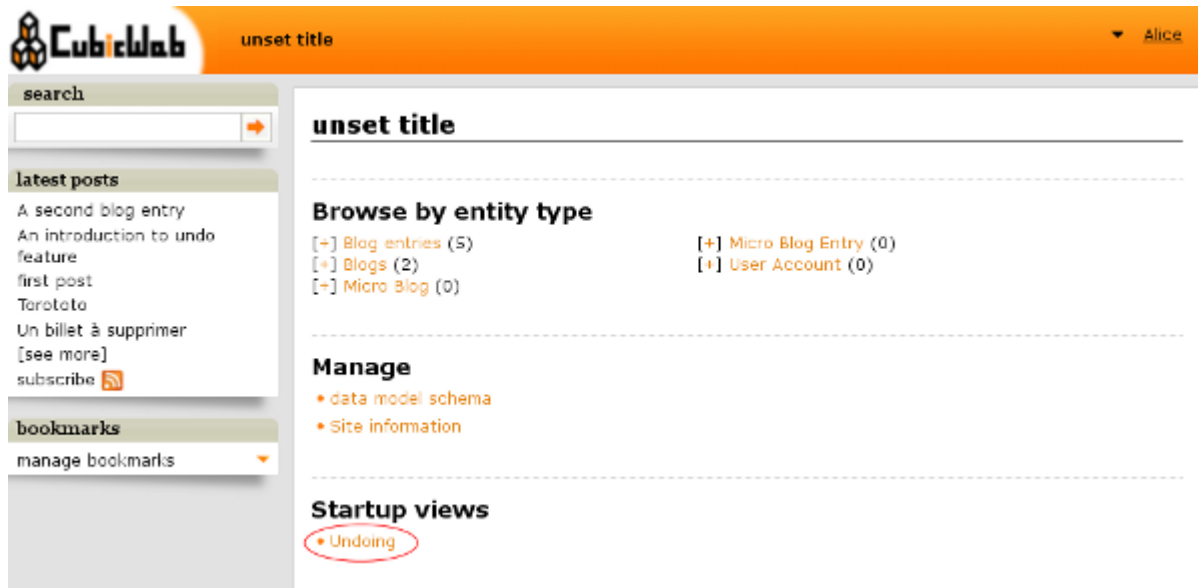 CubicWeb
unset title
Alice
search
latest posts
A second blog entry
An introduction to undo
feature
first post
Torototo
Un billet à supprimer
[see more]
subscribe
bookmarks
manage bookmarks
unset title
Browse by entity type
[+] Blog entries (5)
[+] Blogs (2)
[+] Micro Blog (0)
[+] Micro Blog Entry (0)
[+] User Account (0)
Manage
• data model schema
• Site information
Startup views
• Undoing